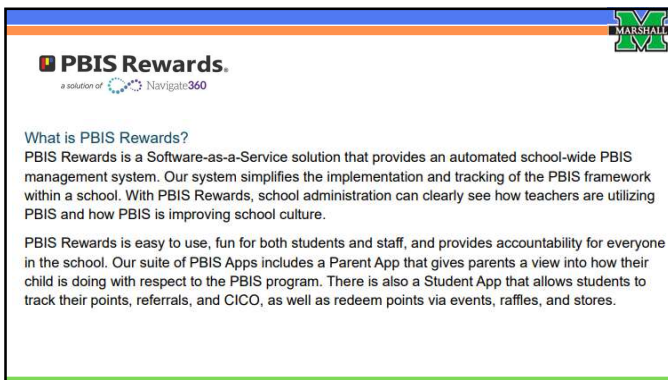 MARSHALL
PBIS Rewards.
a solution of Navigate360
What is PBIS Rewards?
PBIS Rewards is a Software-as-a-Service solution that provides an automated school-wide PBIS
management system. Our system simplifies the implementation and tracking of the PBIS framework
within a school. With PBIS Rewards, school administration can clearly see how teachers are utilizing
PBIS and how PBIS is improving school culture.
PBIS Rewards is easy to use, fun for both students and staff, and provides accountability for everyone
in the school. Our suite of PBIS Apps includes a Parent App that gives parents a view into how their
child is doing with respect to the PBIS program. There is also a Student App that allows students to
track their points, referrals, and CICO, as well as redeem points via events, raffles, and stores.